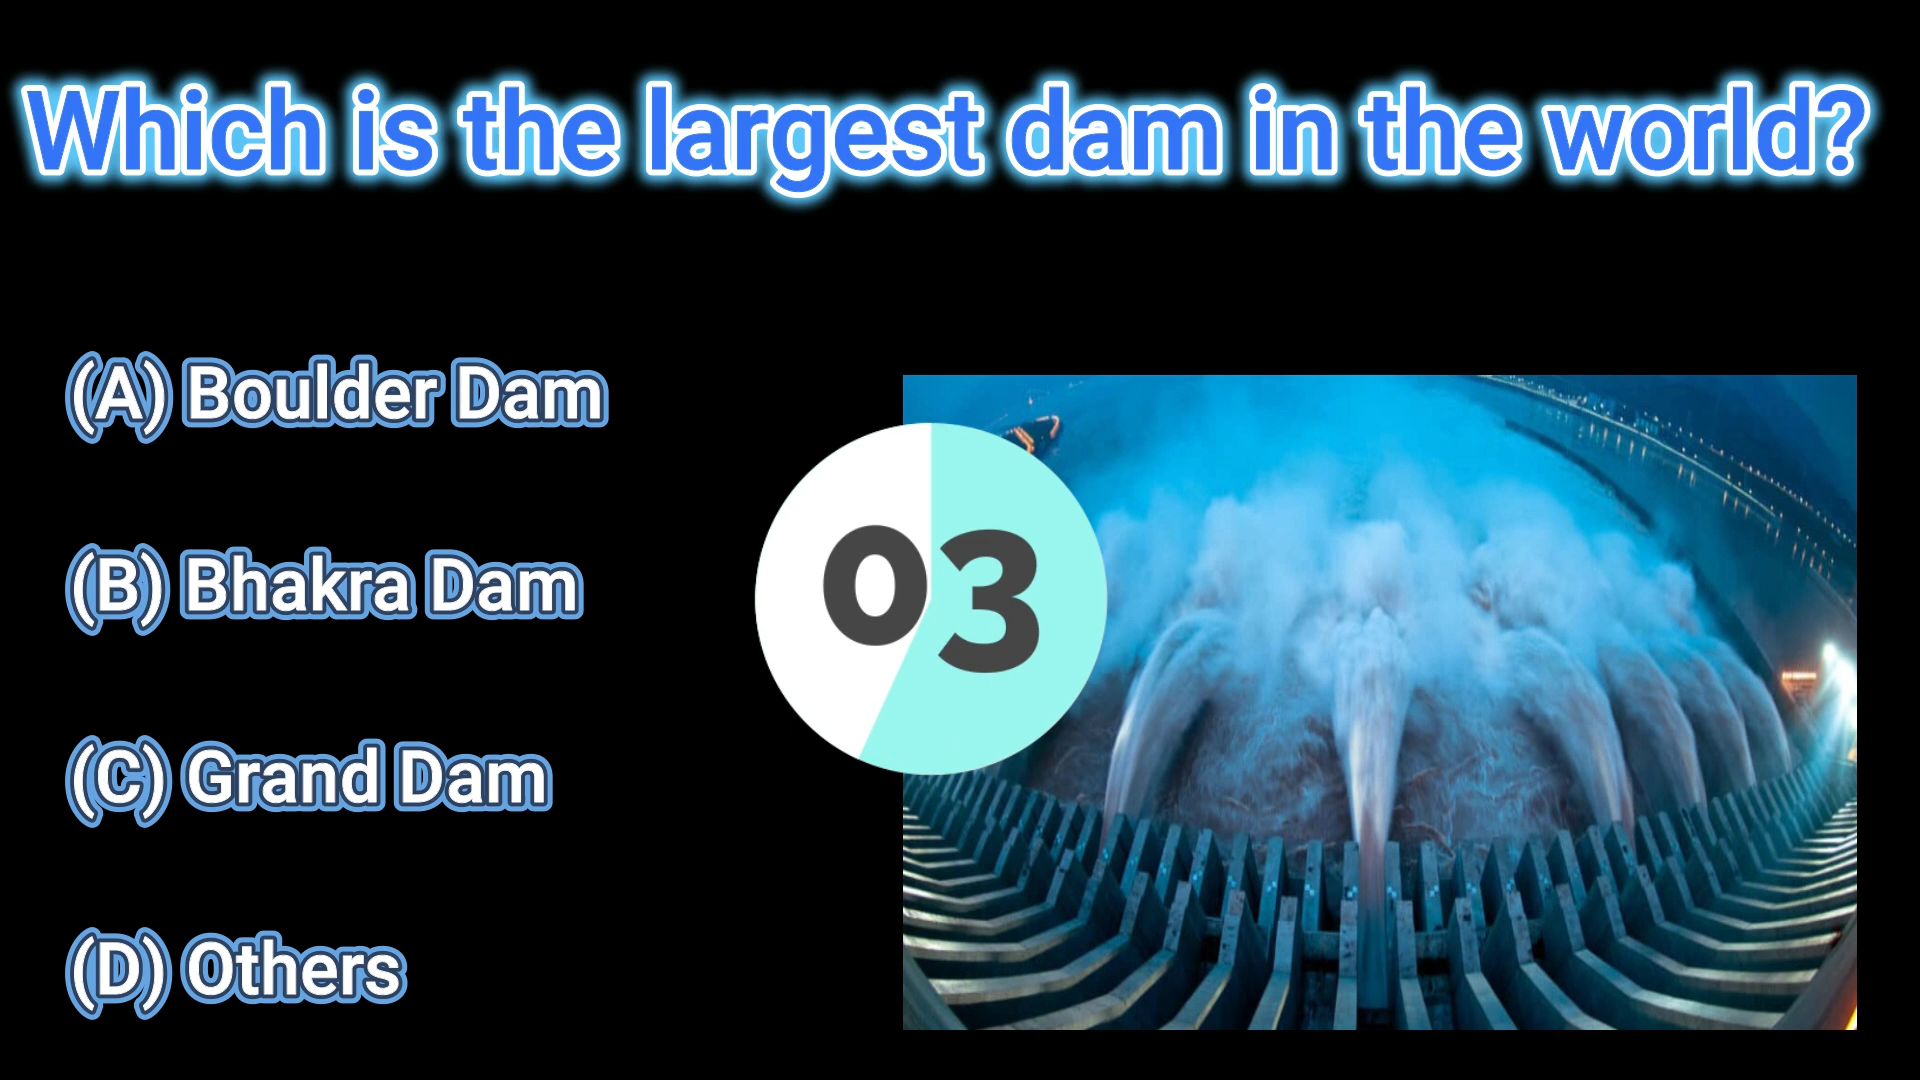 Which is the largest dam in the world?
(A) Boulder Dam
(B) Bhakra Dam
03
(C) Grand Dam
(D) Others